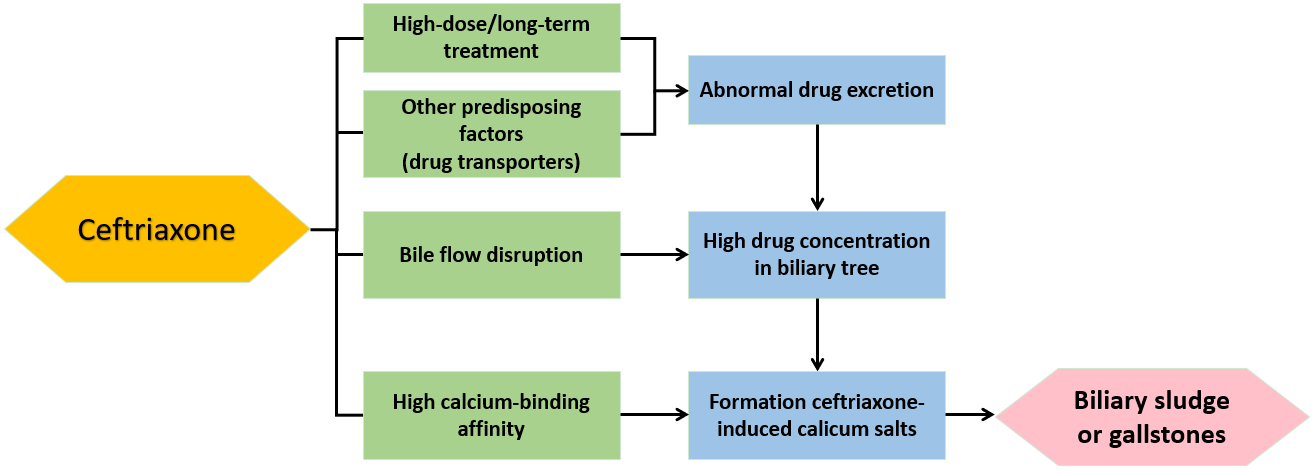 High-dose/long-term
treatment
Abnormal drug excretion
Other predisposing
factors
(drug transporters)
Ceftriaxone
Bile flow disruption
High drug concentration
in biliary tree
High calcium-binding
affinity
Formation ceftriaxone-
induced calicum salts
Biliary sludge
or gallstones